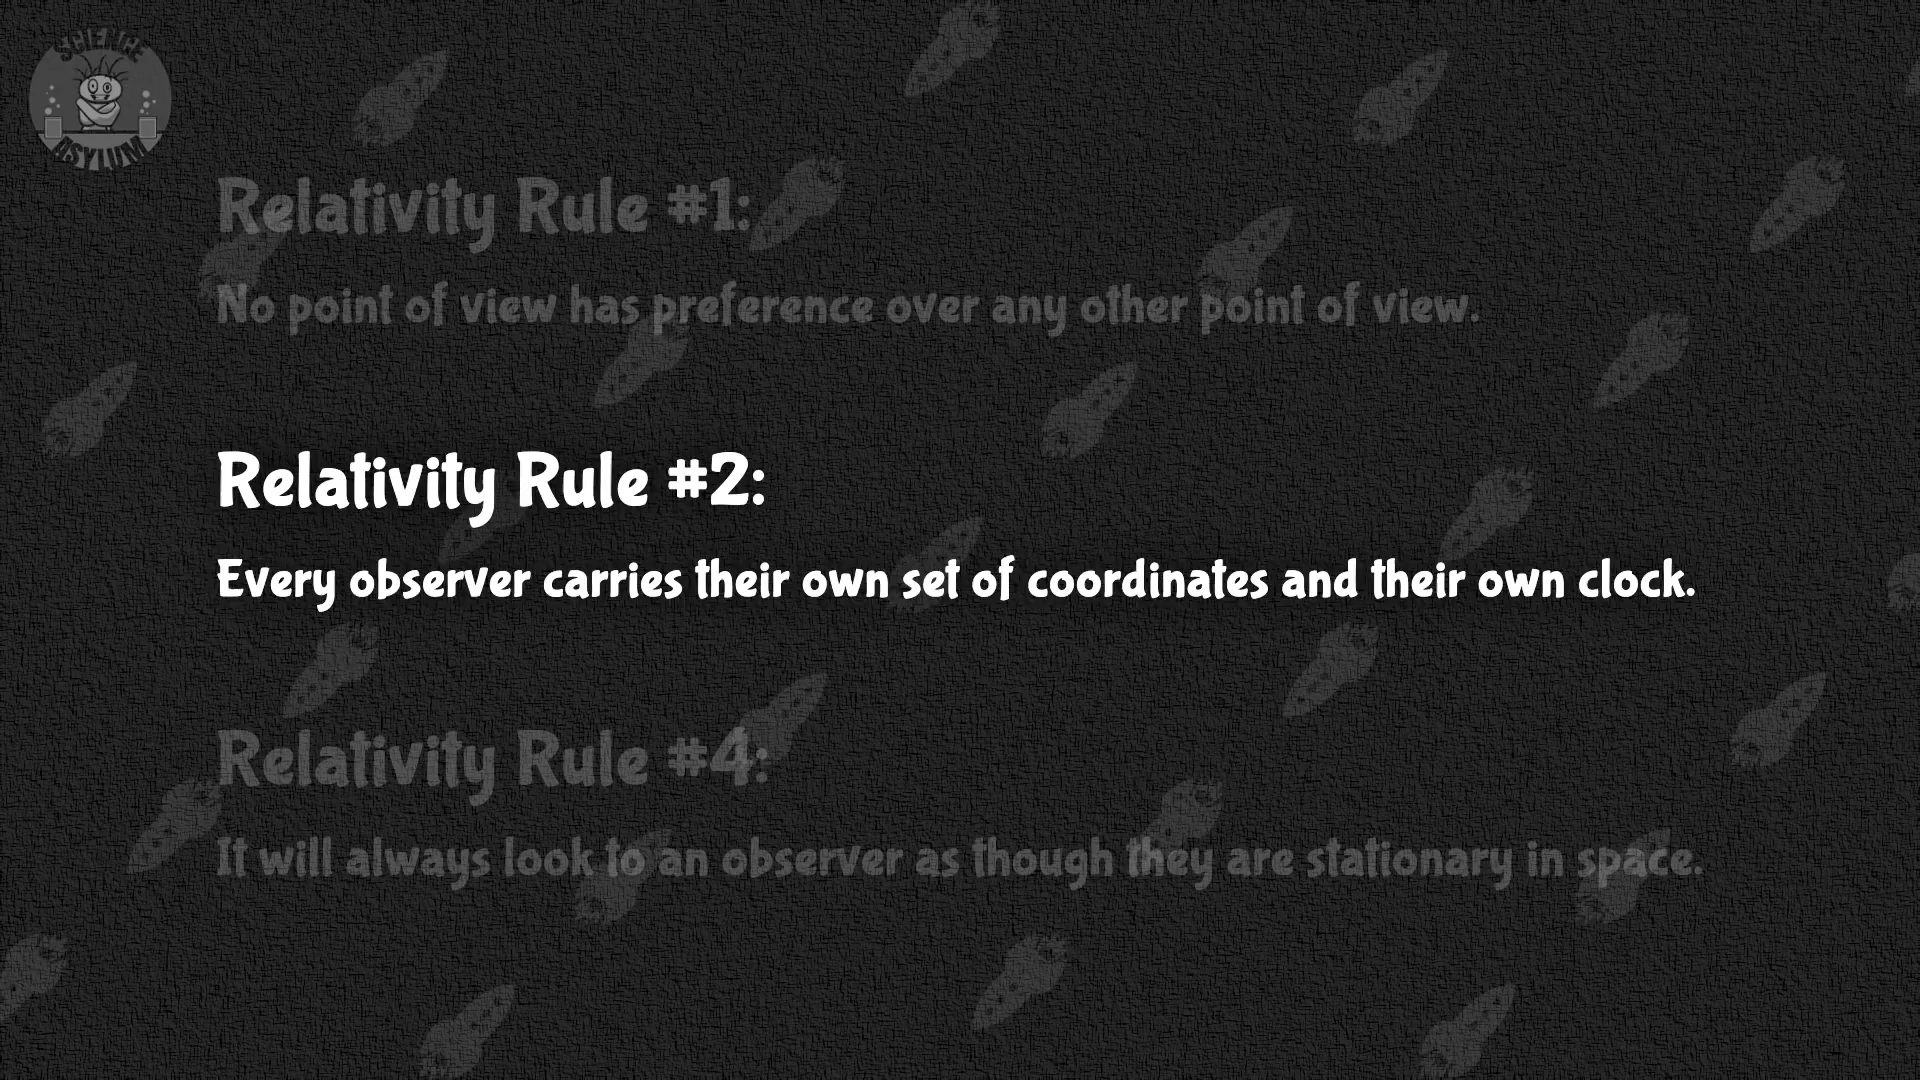 SCIENCE
ASYLUM
Relativity Rule #1:
No point of view has preference over any other point of view.
Relativity Rule #2:
Every observer carries their own set of coordinates and their own clock.
Relativity Rule #4:
It will always look to an observer as though they are stationary in space.